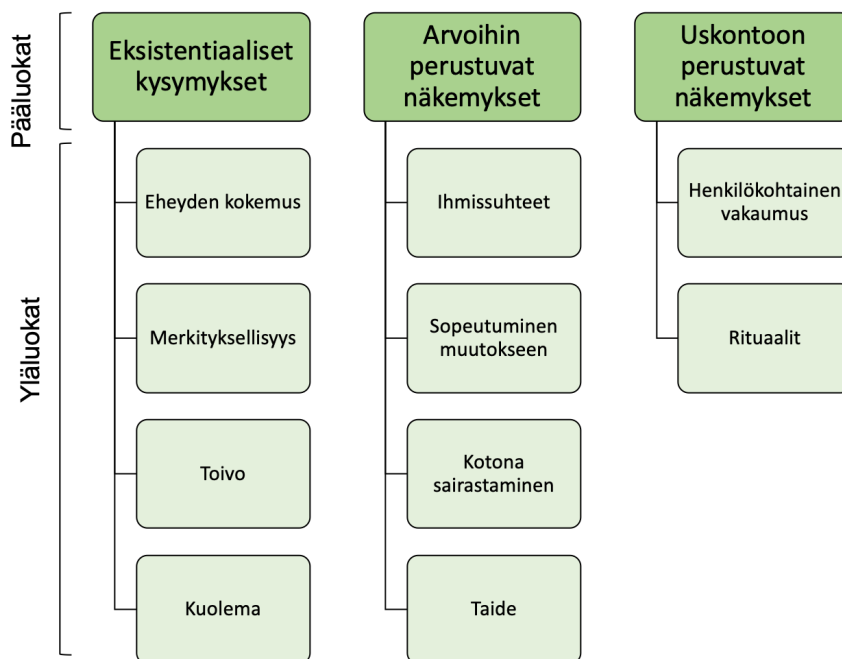 Pääluokat
Eksistentiaaliset
kysymykset
Arvoihin
perustuvat
näkemykset
Uskontoon
perustuvat
näkemykset
Yläluokat
Eheyden kokemus
Merkityksellisyys
Toivo
Kuolema
Ihmissuhteet
Sopeutuminen
muutokseen
Kotona
sairastaminen
Taide
Henkilökohtainen
vakaumus
Rituaalit